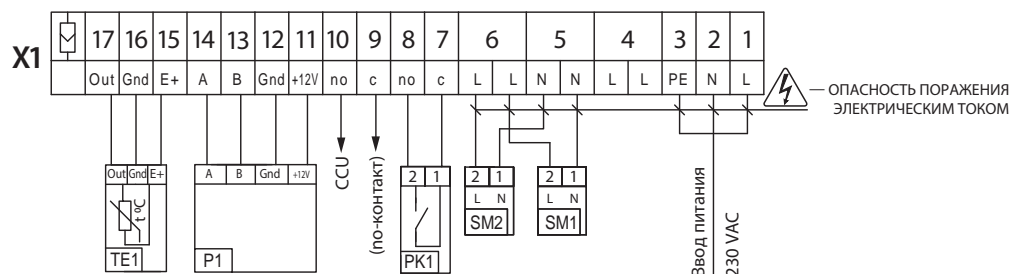 X1
17 16 15 14 13 12 11 10 9 8 7 6 5 4 3 2 1
Out Gnd E+ A B Gnd +12V no c no c L L N N L L PE N L
ОПАСНОСТЬ ПОРАЖЕНИЯ
ЭЛЕКТРИЧЕСКИМ ТОКОМ
Out Gnd E+
t ºC
TE1
A B Gnd +12V
P1
CCU
(no-контакт)
2 1
PK1
2 1
L N
SM2
2 1
L N
SM1
Ввод питания
230 VAC